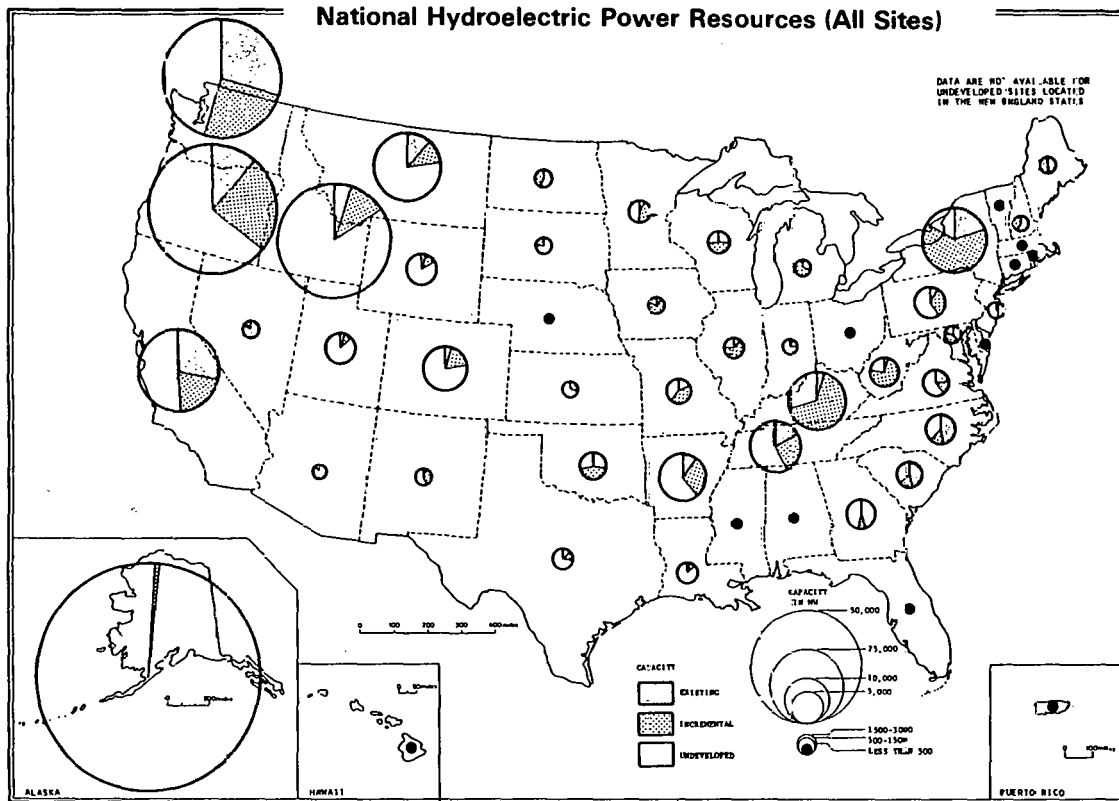 National Hydroelectric Power Resources (All Sites)
DATA ARE NOT AVAILABLE FOR
UNDEVELOPED SITES LOCATED
IN THE NEW ENGLAND STATES
CAPACITY
IN MW
50,000
25,000
10,000
5,000
1500-3000
500-1500
LESS THAN 500
0 200 400 600 miles
CAPACITY
EXISTING
INCREMENTAL
UNDEVELOPED
ALASKA
HAWAII
PUERTO RICO